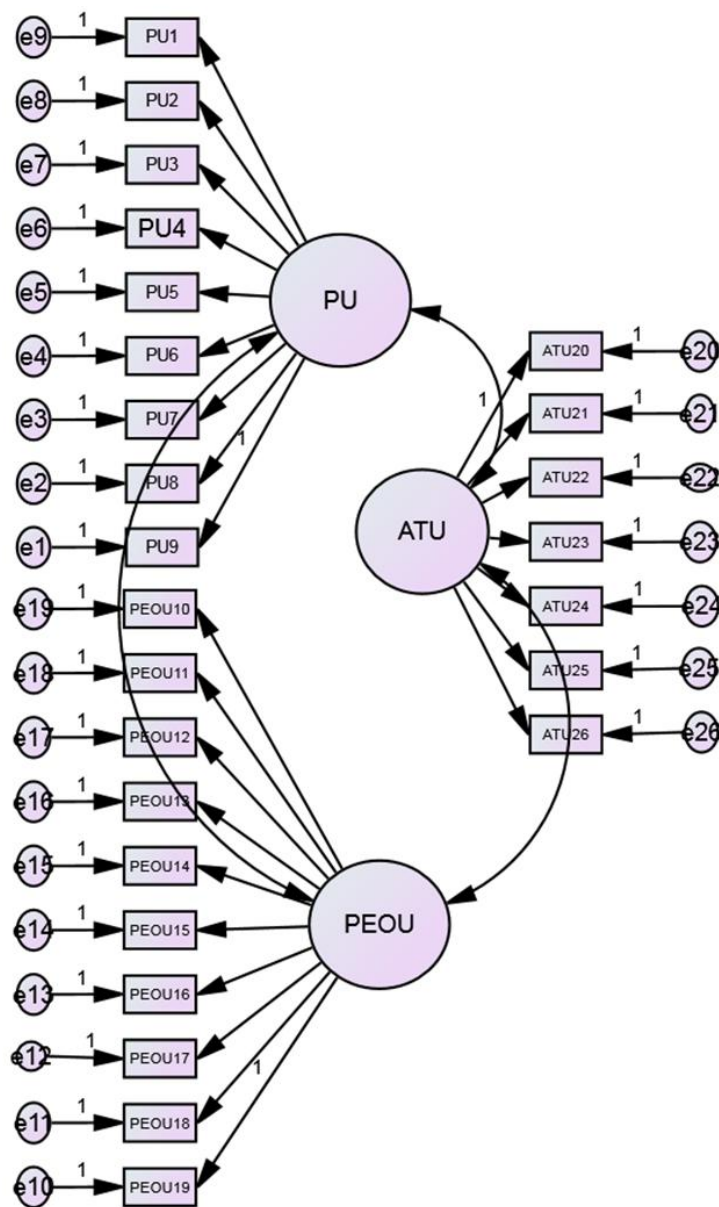 e9 1 PU1
e8 1 PU2
e7 1 PU3
e6 1 PU4
e5 1 PU5
e4 1 PU6
e3 1 PU7
e2 1 PU8
e1 1 PU9
e19 1 PEOU10
e18 1 PEOU11
e17 1 PEOU12
e16 1 PEOU13
e15 1 PEOU14
e14 1 PEOU15
e13 1 PEOU16
e12 1 PEOU17
e11 1 PEOU18
e10 1 PEOU19
PU
1
ATU
1
PEOU
1
ATU20 1 e20
ATU21 1 e21
ATU22 1 e22
ATU23 1 e23
ATU24 1 e24
ATU25 1 e25
ATU26 1 e26